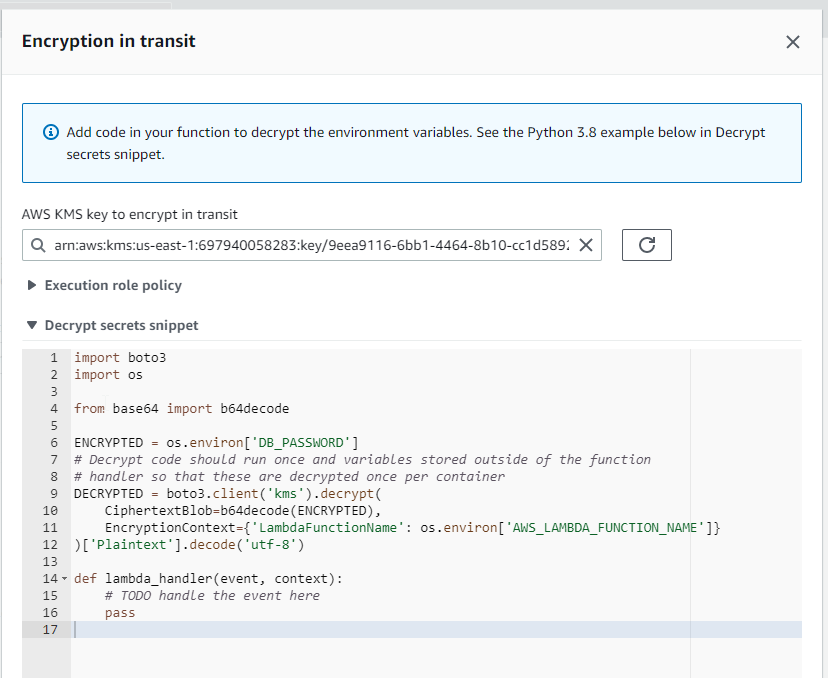 Encryption in transit
Add code in your function to decrypt the environment variables. See the Python 3.8 example below in Decrypt
secrets snippet.
AWS KMS key to encrypt in transit
arn:aws:kms:us-east-1:697940058283:key/9eea9116-6bb1-4464-8b10-cc1d5892
Execution role policy
Decrypt secrets snippet
1 import boto3
2 import os
3
4 from base64 import b64decode
5
6 ENCRYPTED = os.environ['DB_PASSWORD']
7 # Decrypt code should run once and variables stored outside of the function
8 # handler so that these are decrypted once per container
9 DECRYPTED = boto3.client('kms').decrypt(
10     CiphertextBlob=b64decode(ENCRYPTED),
11     EncryptionContext={'LambdaFunctionName': os.environ['AWS_LAMBDA_FUNCTION_NAME']}
12 )['Plaintext'].decode('utf-8')
13
14 def lambda_handler(event, context):
15     # TODO handle the event here
16     pass
17